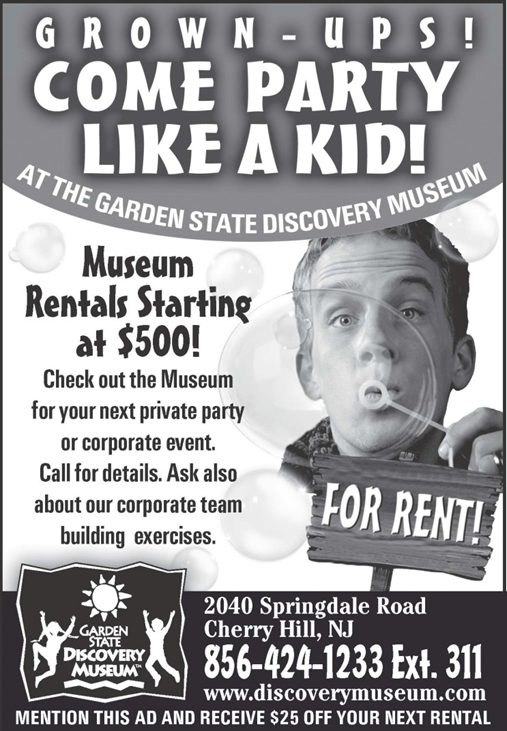 GROWN-UPS!
COME PARTY
LIKE A KID!
AT THE GARDEN STATE DISCOVERY MUSEUM
Museum
Rentals Starting
at $500!
Check out the Museum
for your next private party
or corporate event.
Call for details. Ask also
about our corporate team
building exercises.
FOR RENT!
GARDEN
STATE
DISCOVERY
MUSEUM™
2040 Springdale Road
Cherry Hill, NJ
856-424-1233 Ext. 311
www.discoverymuseum.com
MENTION THIS AD AND RECEIVE $25 OFF YOUR NEXT RENTAL